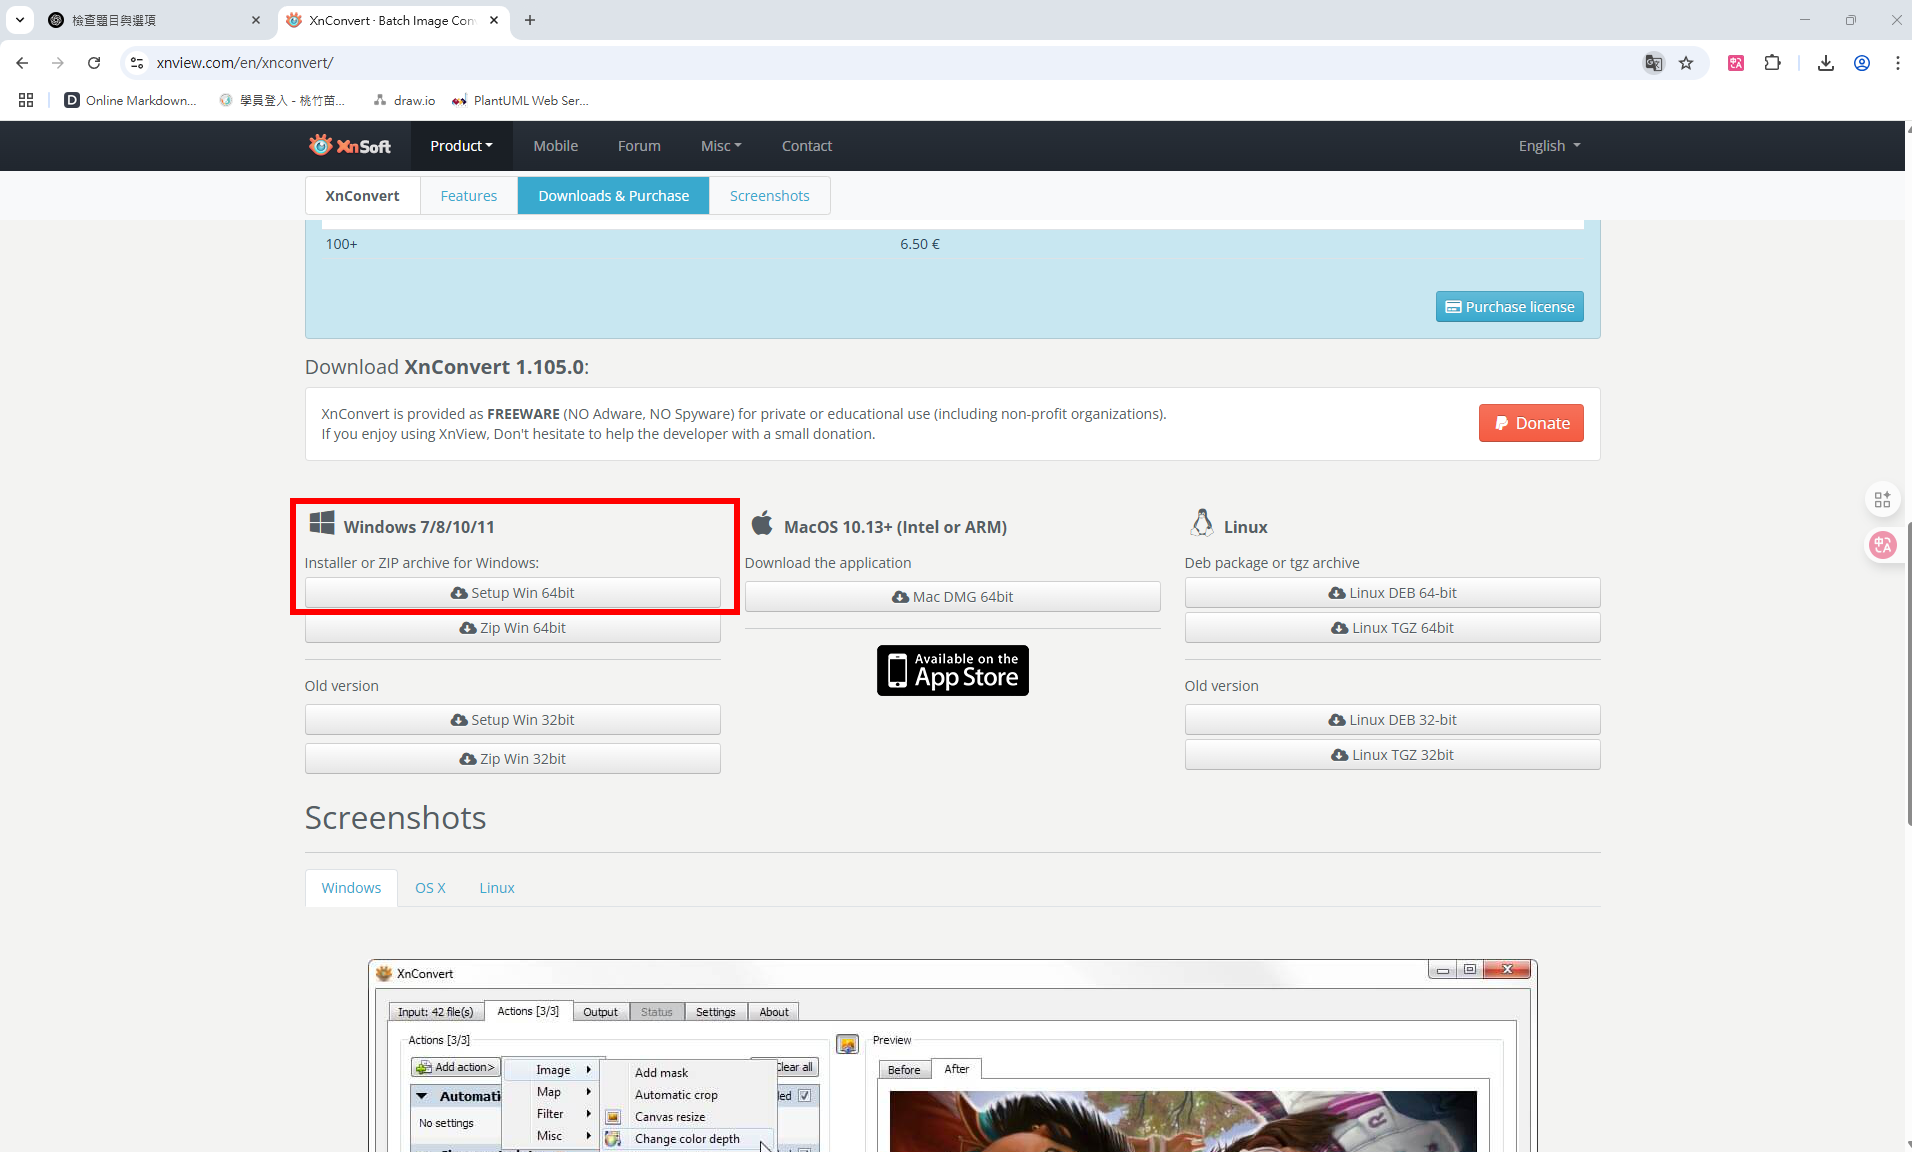 檢查題目與選項
XnConvert · Batch Image Con
xnview.com/en/xnconvert/
Online Markdown...
學員登入 - 桃竹苗...
draw.io
PlantUML Web Ser...
XnSoft
Product
Mobile
Forum
Misc
Contact
English
XnConvert
Features
Downloads & Purchase
Screenshots
100+
6.50 €
Purchase license
Download XnConvert 1.105.0:
XnConvert is provided as FREEWARE (NO Adware, NO Spyware) for private or educational use (including non-profit organizations).
If you enjoy using XnView, Don't hesitate to help the developer with a small donation.
Donate
Windows 7/8/10/11
Installer or ZIP archive for Windows:
Setup Win 64bit
Zip Win 64bit
Old version
Setup Win 32bit
Zip Win 32bit
MacOS 10.13+ (Intel or ARM)
Download the application
Mac DMG 64bit
Available on the
App Store
Linux
Deb package or tgz archive
Linux DEB 64-bit
Linux TGZ 64bit
Old version
Linux DEB 32-bit
Linux TGZ 32bit
Screenshots
Windows
OS X
Linux
XnConvert
Input: 42 file(s)
Actions [3/3]
Output
Status
Settings
About
Actions [3/3]
Add action>
Clear all
Automati
No settings
Image
Map
Filter
Misc
Add mask
Automatic crop
Canvas resize
Change color depth
Preview
Before
After